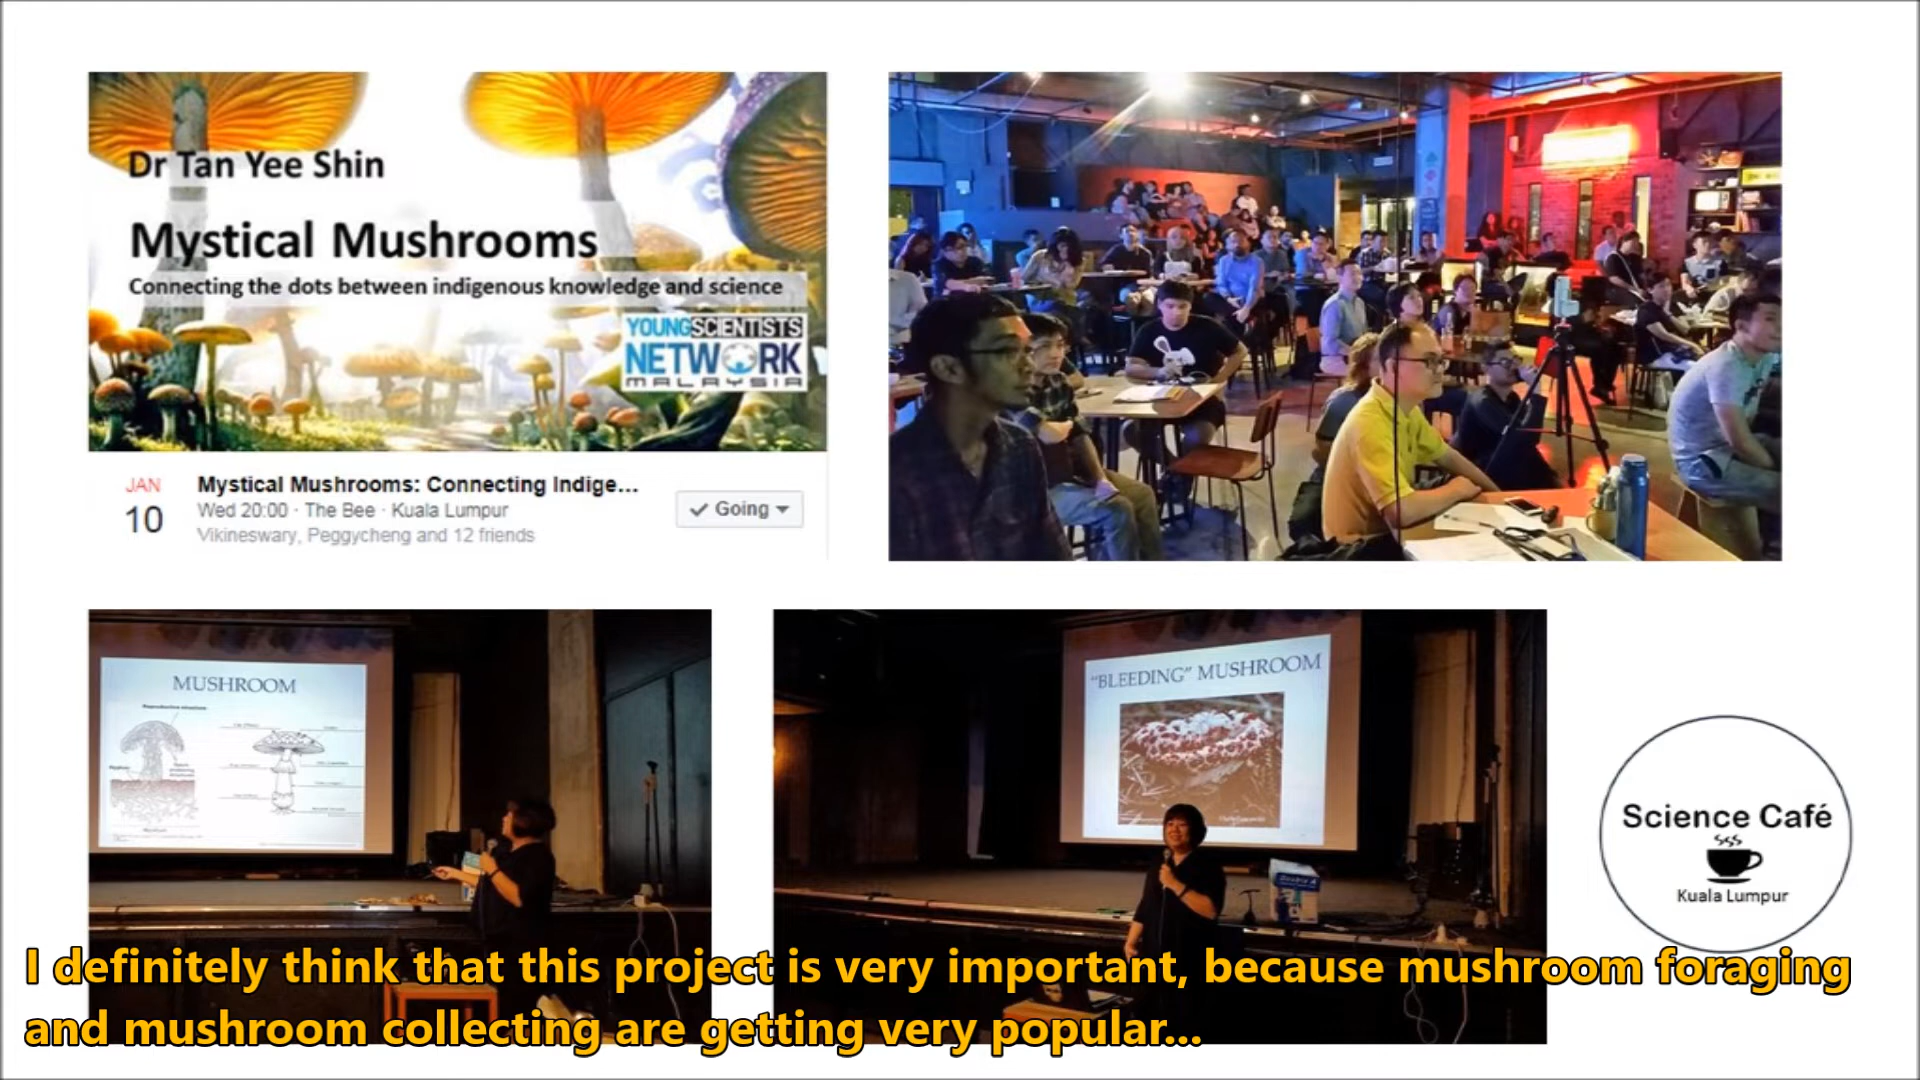 Dr Tan Yee Shin
Mystical Mushrooms
Connecting the dots between indigenous knowledge and science
YOUNG SCIENTISTS
NETWORK
MALAYSIA
JAN
10
Mystical Mushrooms: Connecting Indige...
Wed 20:00 · The Bee · Kuala Lumpur
Vikineswary, Peggycheng and 12 friends
Going
MUSHROOM
Reproductive structure
"BLEEDING" MUSHROOM
Science Café
Kuala Lumpur
I definitely think that this project is very important, because mushroom foraging
and mushroom collecting are getting very popular...